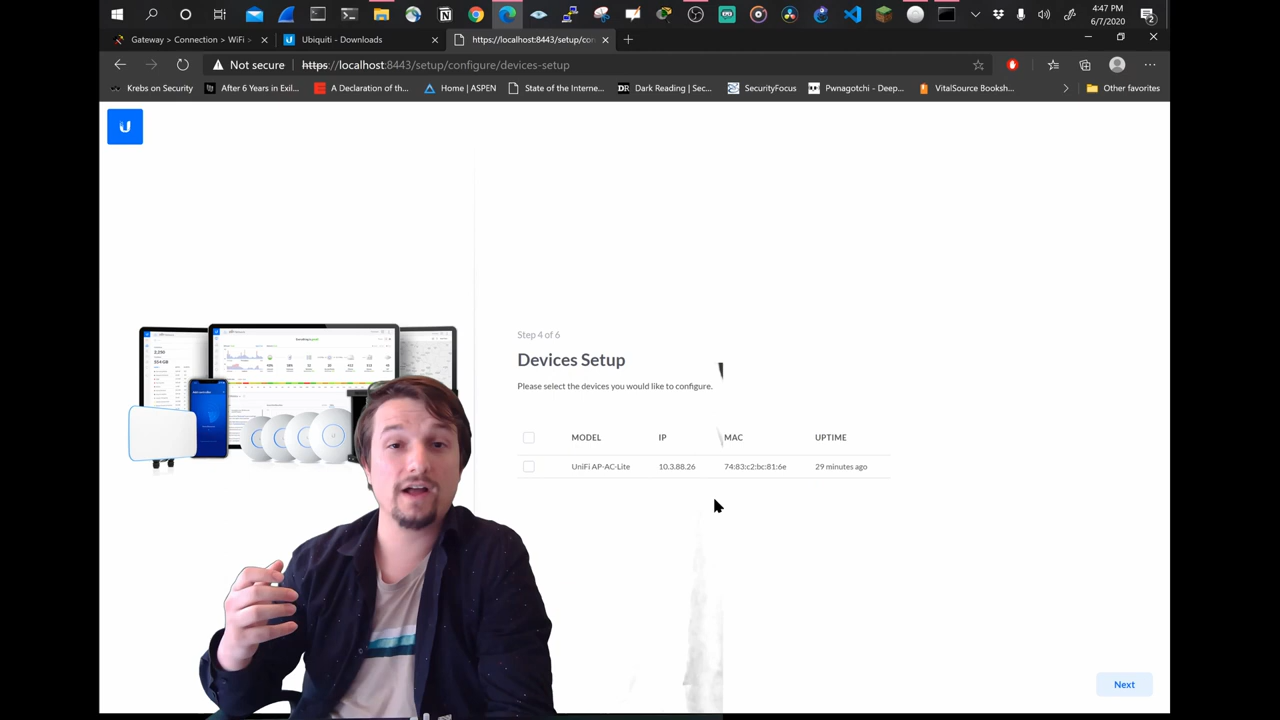 4:47 PM
6/7/2020
2
Gateway > Connection > WiFi >
Ubiquiti - Downloads
https://localhost:8443/setup/con
Not secure
https://localhost:8443/setup/configure/devices-setup
Krebs on Security
After 6 Years in Exil...
A Declaration of the...
Home | ASPEN
State of the Interne...
DR Dark Reading | Sec...
SecurityFocus
Pwnagotchi - Deep...
VitalSource Booksh...
Other favorites
U
Step 4 of 6
Devices Setup
Please select the devices you would like to configure.
MODEL IP MAC UPTIME
UniFi AP-AC-Lite 10.3.88.26 74:83:c2:bc:81:6e 29 minutes ago
Next